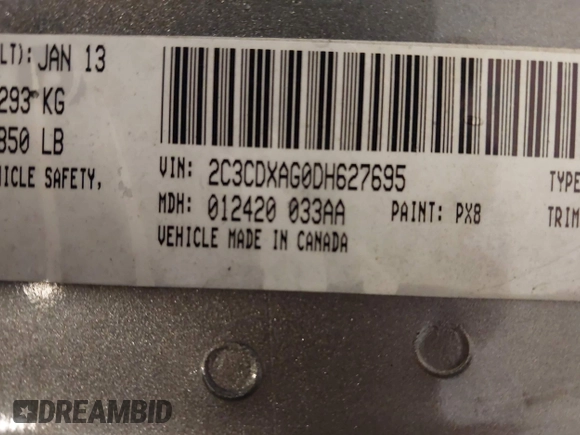 LT): JAN 13
293 KG
850 LB
HICLE SAFETY,
VIN: 2C3CDXAG0DH627695
TYPE
MDH: 012420 033AA PAINT: PX8
TRIM
VEHICLE MADE IN CANADA
DREAMBID